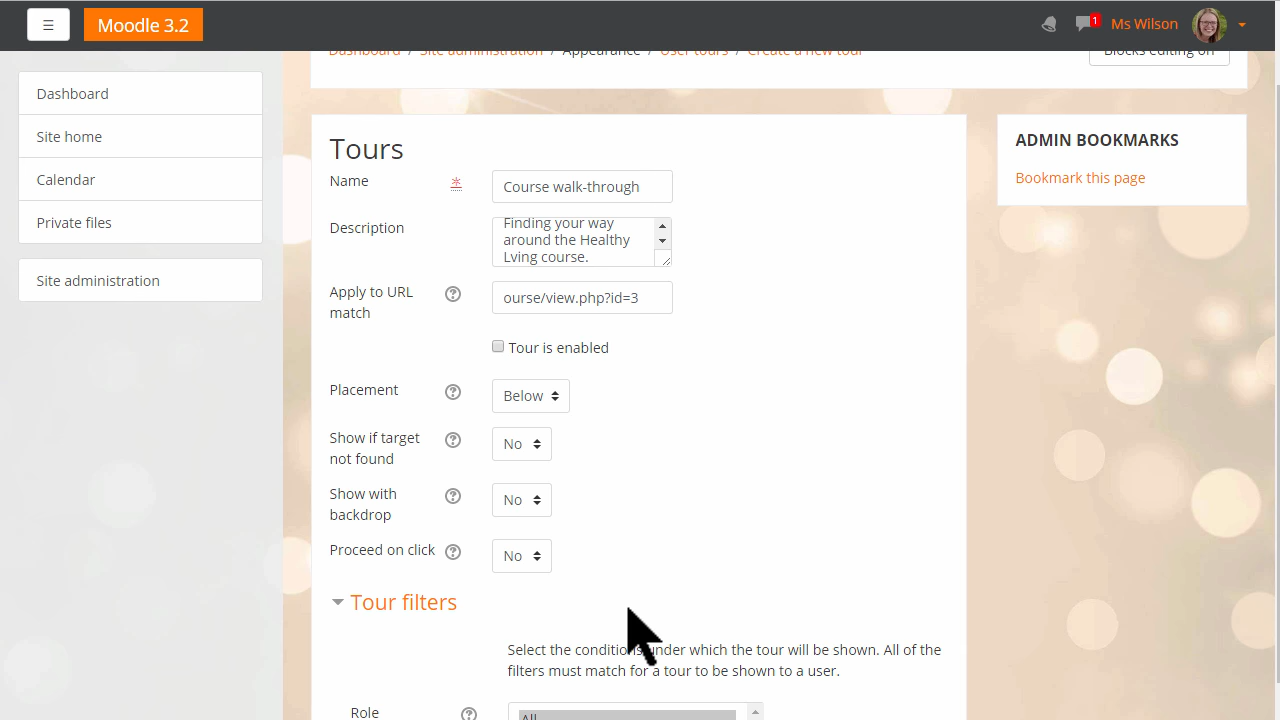 ☰ Moodle 3.2
1 Ms Wilson
Dashboard / Site administration / Appearance / User tours / Create a new tour
Blocks editing on
Dashboard
Site home
Calendar
Private files
Site administration
Tours
Name
Course walk-through
Description
Finding your way
around the Healthy
Lving course.
Apply to URL
match
ourse/view.php?id=3
Tour is enabled
Placement
Below
Show if target
not found
No
Show with
backdrop
No
Proceed on click
No
Tour filters
Select the conditions under which the tour will be shown. All of the
filters must match for a tour to be shown to a user.
Role
All
ADMIN BOOKMARKS
Bookmark this page